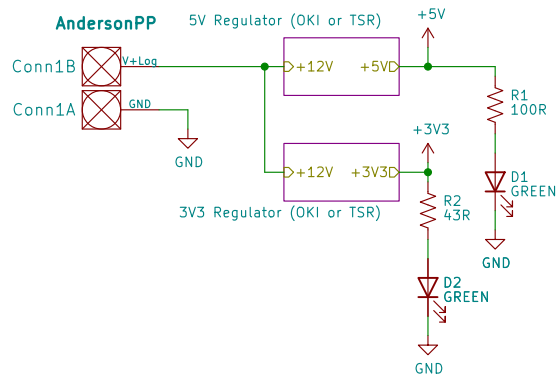 AndersonPP
5V Regulator (OKI or TSR)
+5V
Conn1B
V+Log
+12V
+5V
R1
100R
Conn1A
GND
GND
+3V3
+12V
+3V3
D1
GREEN
3V3 Regulator (OKI or TSR)
R2
43R
GND
D2
GREEN
GND